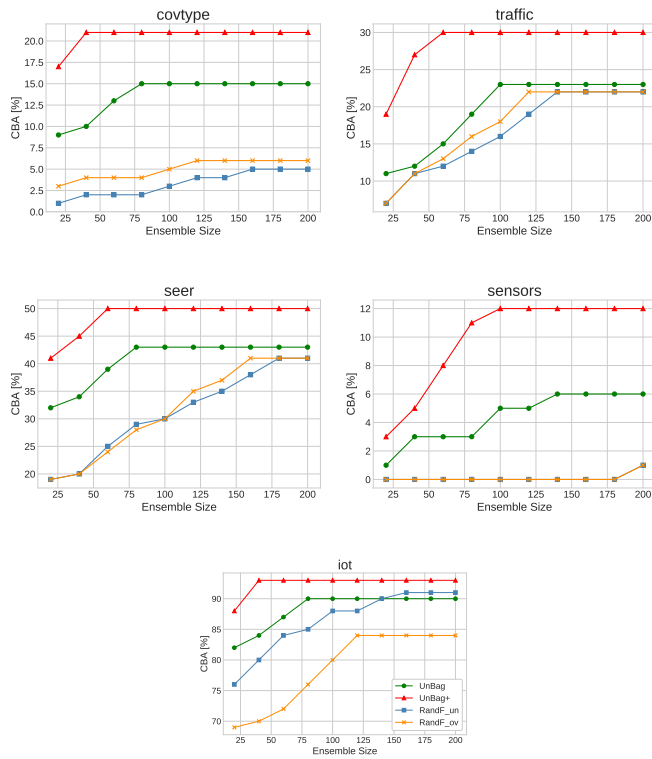 covtype
CBA [%]
20.0
17.5
15.0
12.5
10.0
7.5
5.0
2.5
0.0
25 50 75 100 125 150 175 200
Ensemble Size
traffic
CBA [%]
30
20
10
25 50 75 100 125 150 175 200
Ensemble Size
seer
CBA [%]
50
45
40
35
30
25
20
25 50 75 100 125 150 175 200
Ensemble Size
sensors
CBA [%]
12
10
8
6
4
2
0
25 50 75 100 125 150 175 200
Ensemble Size
iot
CBA [%]
90
85
80
75
70
25 50 75 100 125 150 175 200
Ensemble Size
UnBag
UnBag+
RandF_un
RandF_ov